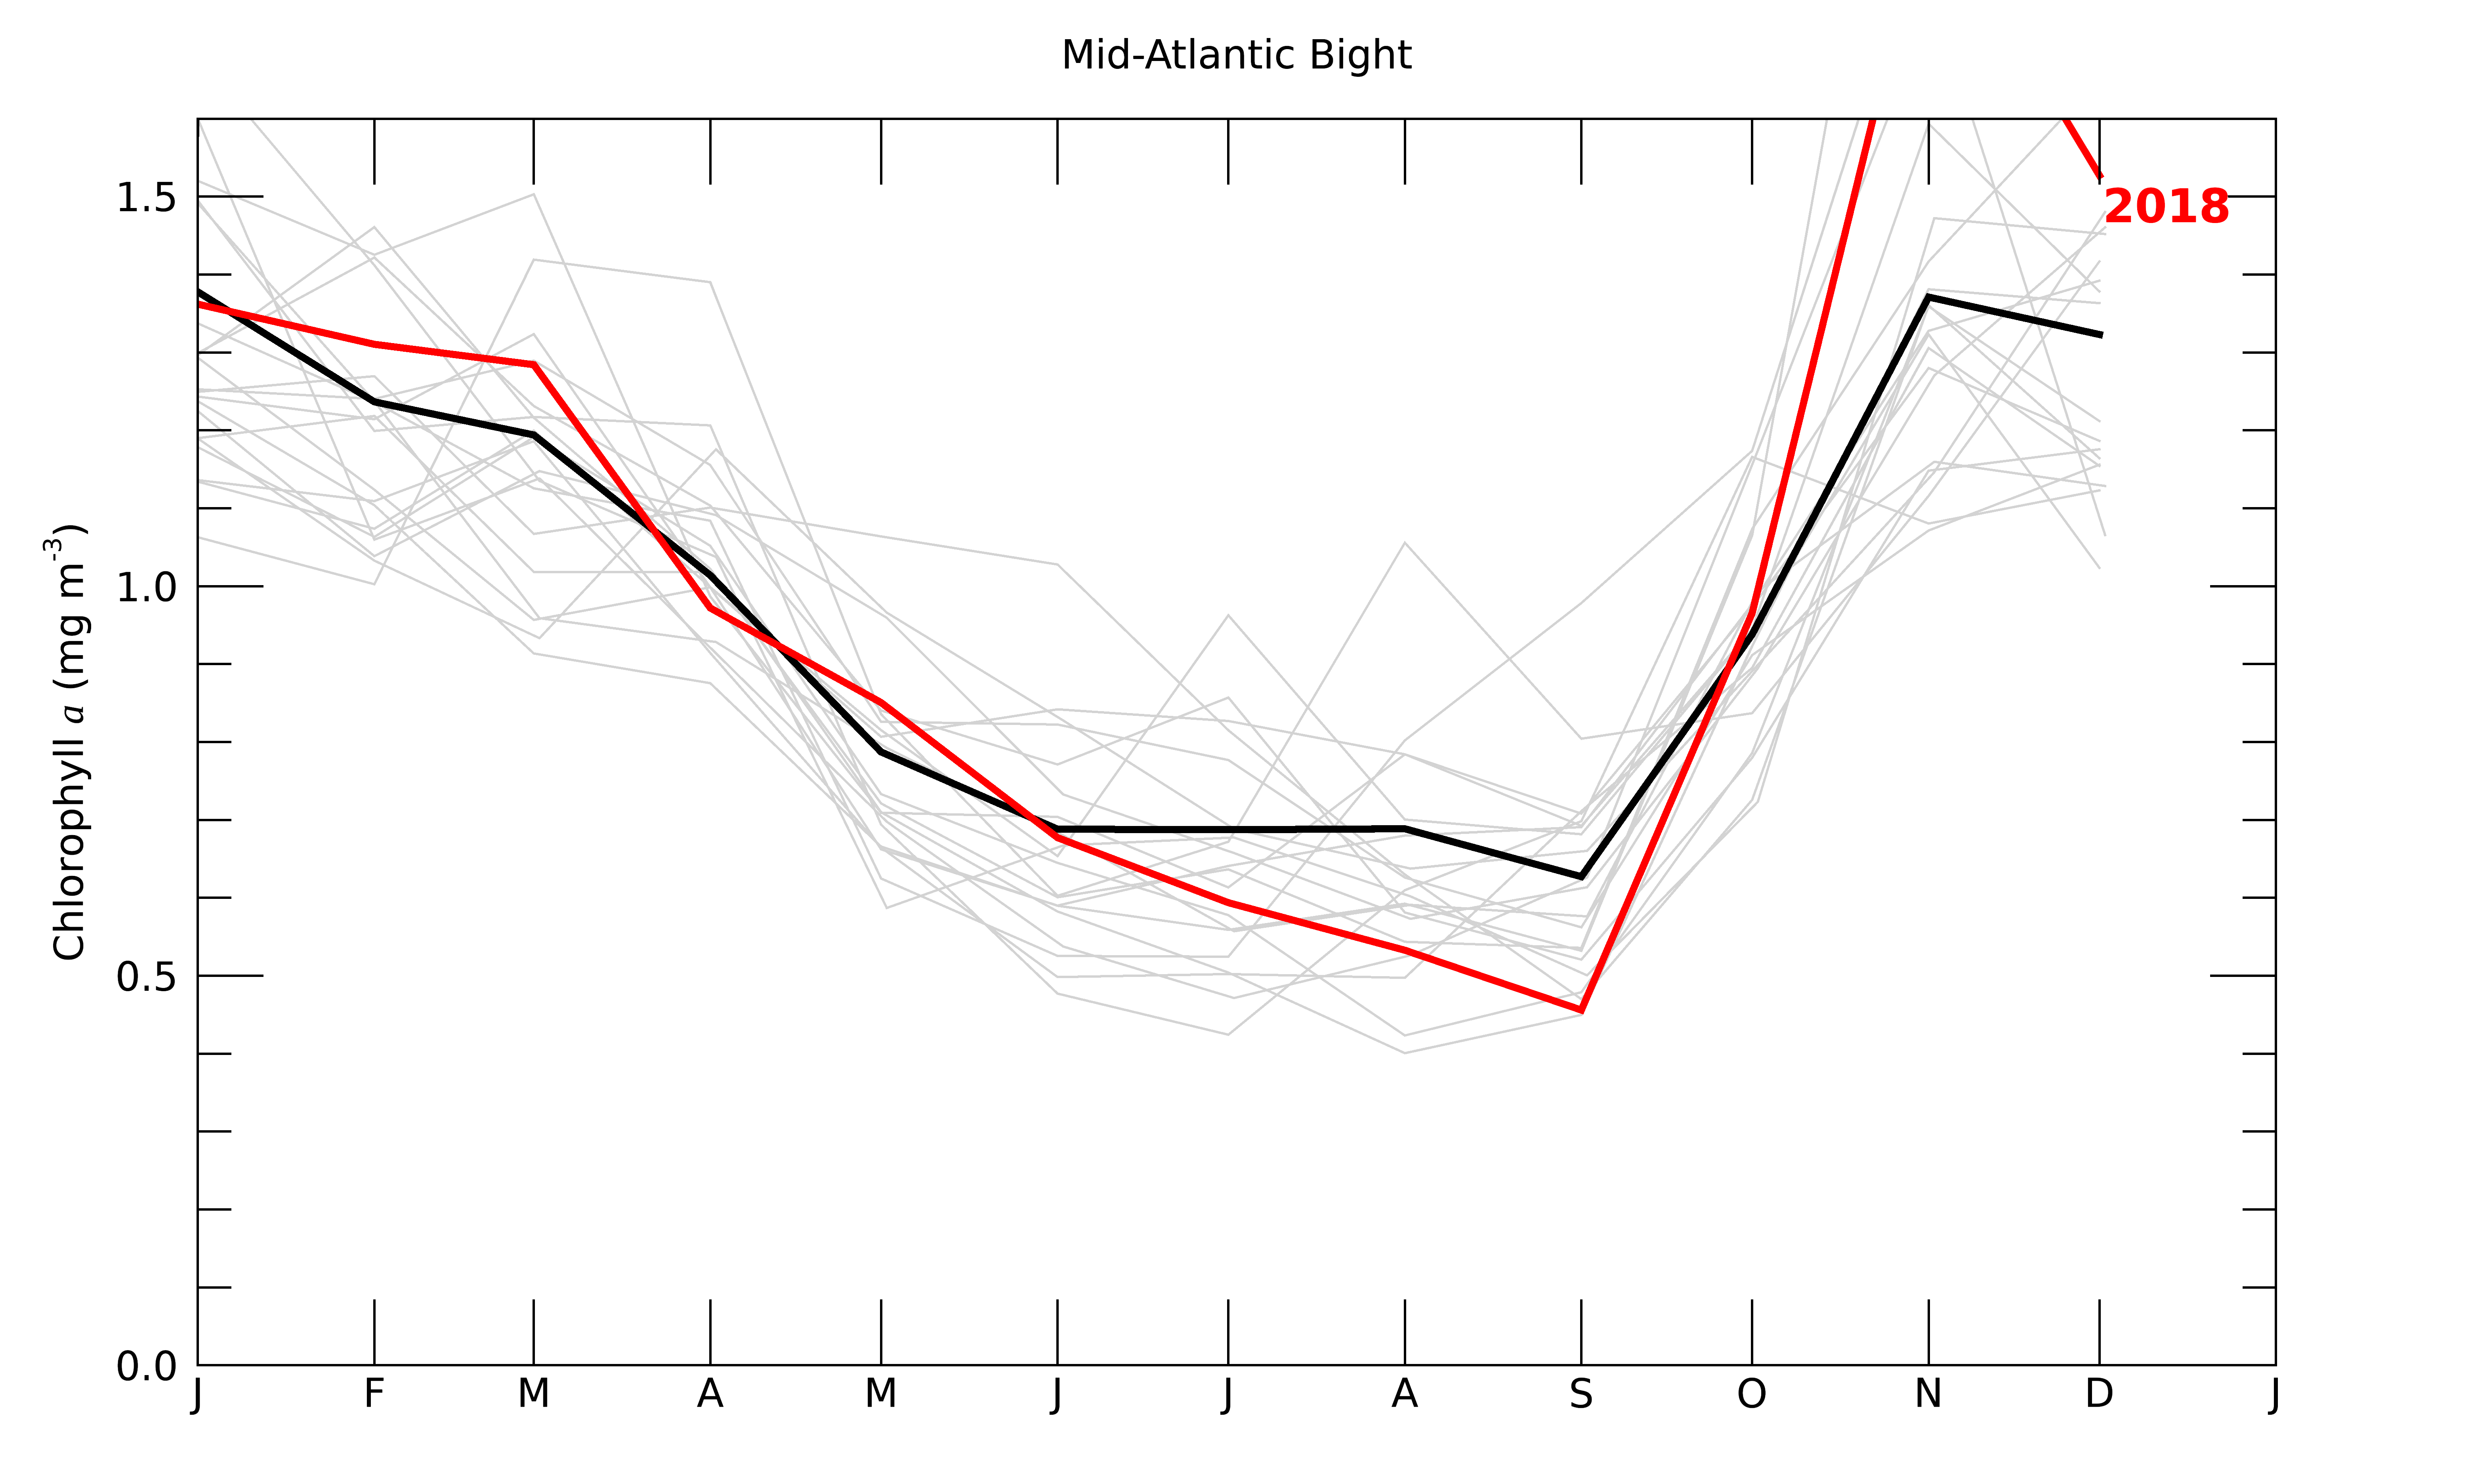 Mid-Atlantic Bight
Chlorophyll a (mg m⁻³)
1.5
1.0
0.5
0.0
2018
J F M A M J J A S O N D J